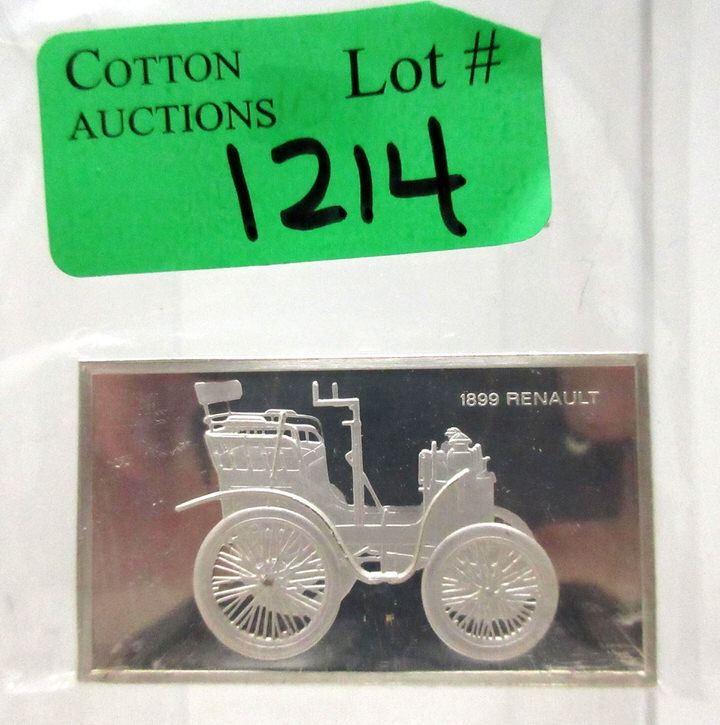 COTTON AUCTIONS
Lot #
1214
1899 RENAULT